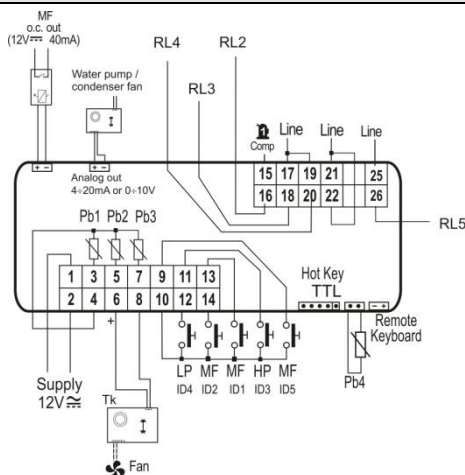 MF
o.c. out
(12V⎓ 40mA)
RL4
RL2
Water pump /
condenser fan
RL3
1
Comp
Line
Line
Line
+ -
+ -
15 17 19 21 25
Analog out
4÷20mA or 0÷10V
16 18 20 22 26
Pb1 Pb2 Pb3
RL5
1 3 5 7 9 11 13
Hot Key
TTL
2 4 6 8 10 12 14
- +
Remote
Keyboard
+
LP MF MF HP MF
ID4 ID2 ID1 ID3 ID5
Pb4
Supply
12V
Tk
Fan